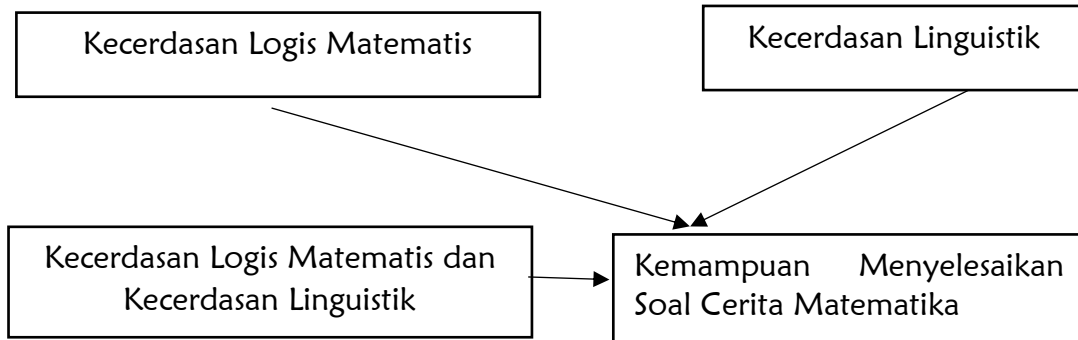 Kecerdasan Logis Matematis
Kecerdasan Linguistik
Kecerdasan Logis Matematis dan
Kecerdasan Linguistik
Kemampuan Menyelesaikan
Soal Cerita Matematika